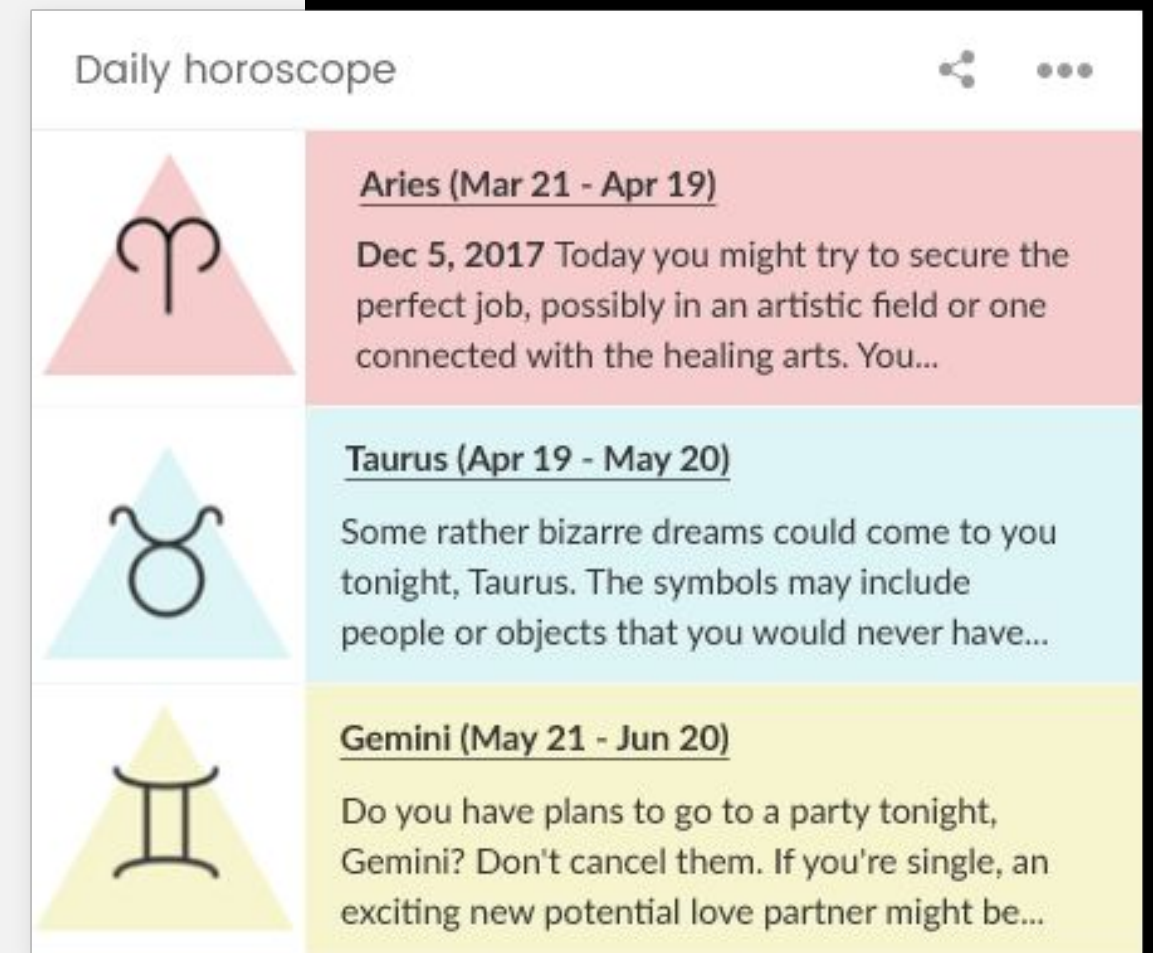 Daily horoscope
Aries (Mar 21 - Apr 19)
Dec 5, 2017 Today you might try to secure the
perfect job, possibly in an artistic field or one
connected with the healing arts. You...
Taurus (Apr 19 - May 20)
Some rather bizarre dreams could come to you
tonight, Taurus. The symbols may include
people or objects that you would never have...
Gemini (May 21 - Jun 20)
Do you have plans to go to a party tonight,
Gemini? Don't cancel them. If you're single, an
exciting new potential love partner might be...